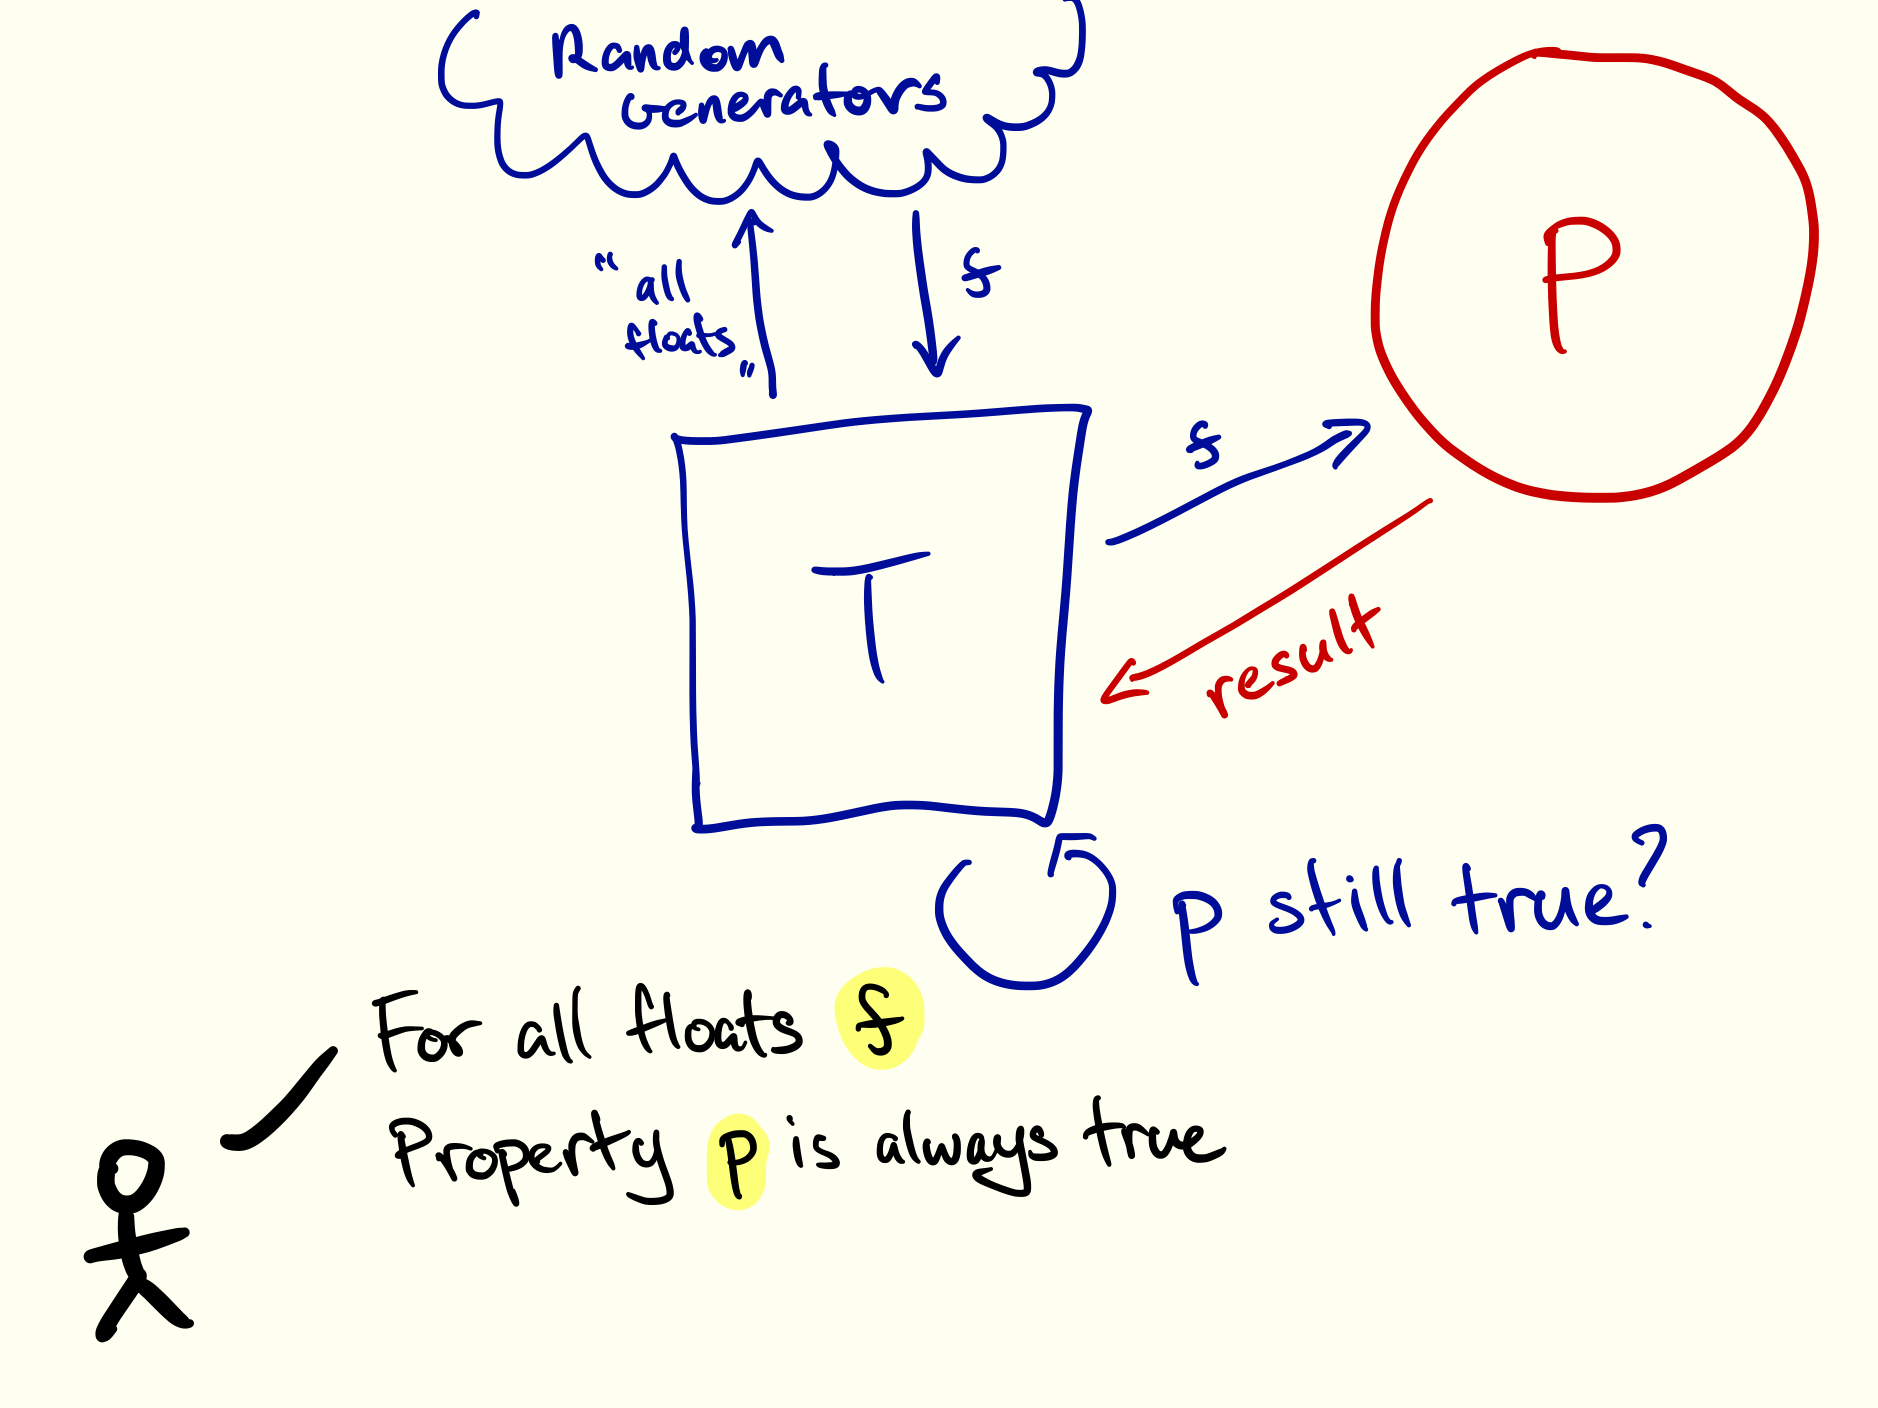 Random
Generators
"all
floats"
f
P
f
T
result
p still true?
For all floats f
Property p is always true